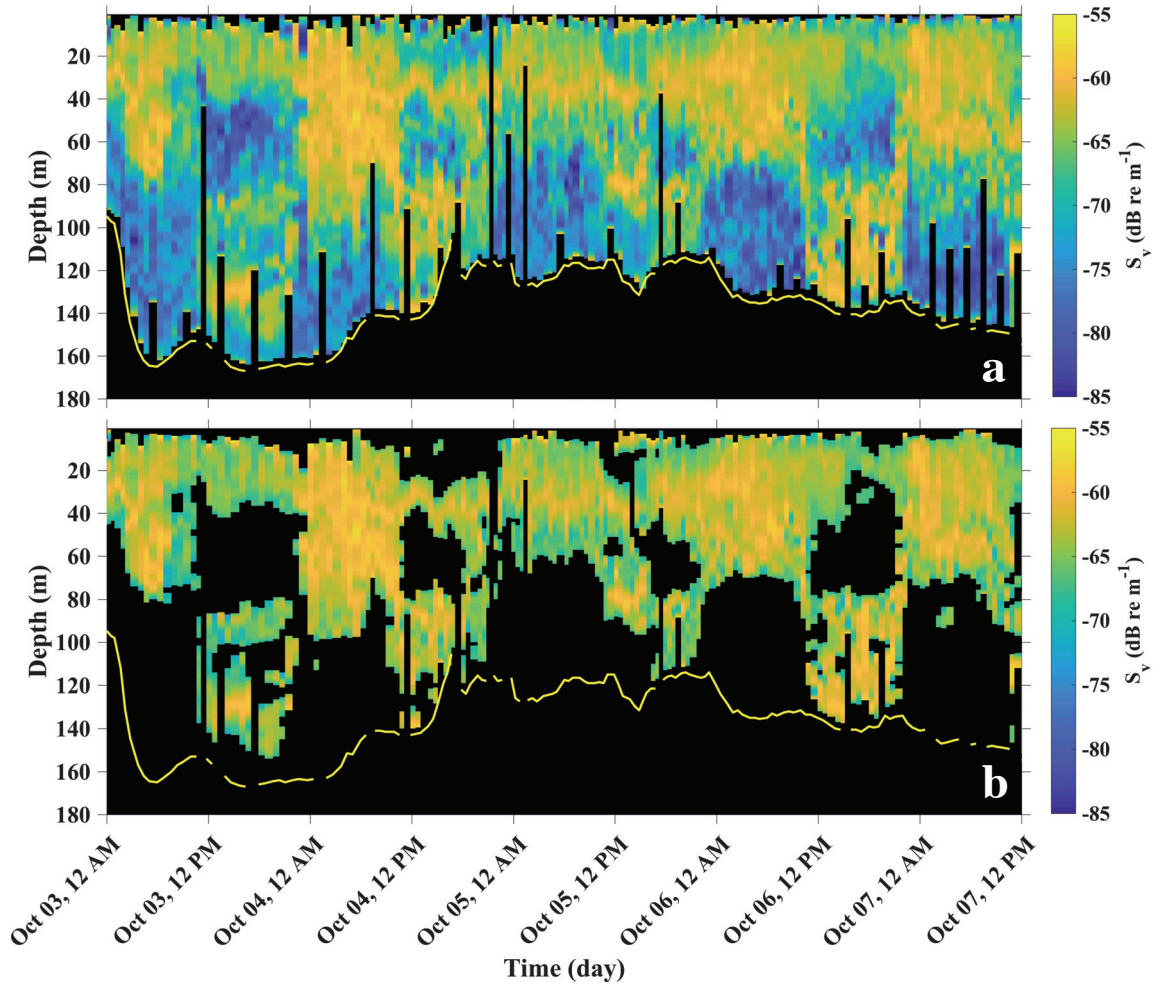 20
40
60
80
100
120
140
160
180
Depth (m)
a
-55
-60
-65
-70
-75
-80
-85
S_v (dB re m^-1)
20
40
60
80
100
120
140
160
180
Depth (m)
b
-55
-60
-65
-70
-75
-80
-85
S_v (dB re m^-1)
Oct 03, 12 AM
Oct 03, 12 PM
Oct 04, 12 AM
Oct 04, 12 PM
Oct 05, 12 AM
Oct 05, 12 PM
Oct 06, 12 AM
Oct 06, 12 PM
Oct 07, 12 AM
Oct 07, 12 PM
Time (day)